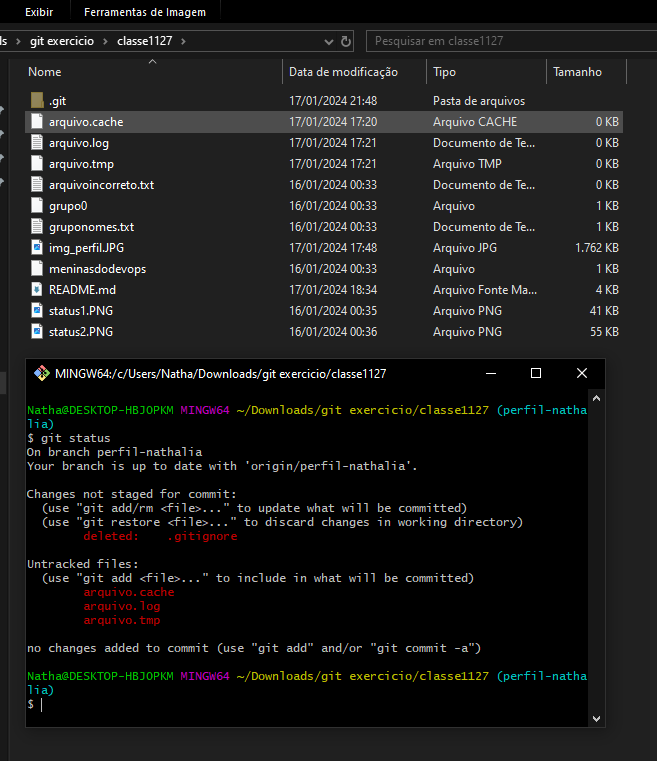 Exibir Ferramentas de Imagem
ds › git exercicio › classe1127 ›
Pesquisar em classe1127
Nome Data de modificação Tipo Tamanho
.git 17/01/2024 21:48 Pasta de arquivos
arquivo.cache 17/01/2024 17:20 Arquivo CACHE 0 KB
arquivo.log 17/01/2024 17:21 Documento de Te... 0 KB
arquivo.tmp 17/01/2024 17:21 Arquivo TMP 0 KB
arquivoincorreto.txt 16/01/2024 00:33 Documento de Te... 0 KB
grupo0 16/01/2024 00:33 Arquivo 1 KB
gruponomes.txt 16/01/2024 00:33 Documento de Te... 1 KB
img_perfil.JPG 17/01/2024 17:48 Arquivo JPG 1.762 KB
meninasdodevops 16/01/2024 00:33 Arquivo 1 KB
README.md 17/01/2024 18:34 Arquivo Fonte Ma... 4 KB
status1.PNG 16/01/2024 00:35 Arquivo PNG 41 KB
status2.PNG 16/01/2024 00:36 Arquivo PNG 55 KB
MINGW64:/c/Users/Natha/Downloads/git exercicio/classe1127
Natha@DESKTOP-HBJOPKM MINGW64 ~/Downloads/git exercicio/classe1127 (perfil-natha
lia)
$ git status
On branch perfil-nathalia
Your branch is up to date with 'origin/perfil-nathalia'.
Changes not staged for commit:
(use "git add/rm <file>..." to update what will be committed)
(use "git restore <file>..." to discard changes in working directory)
deleted: .gitignore
Untracked files:
(use "git add <file>..." to include in what will be committed)
arquivo.cache
arquivo.log
arquivo.tmp
no changes added to commit (use "git add" and/or "git commit -a")
Natha@DESKTOP-HBJOPKM MINGW64 ~/Downloads/git exercicio/classe1127 (perfil-natha
lia)
$